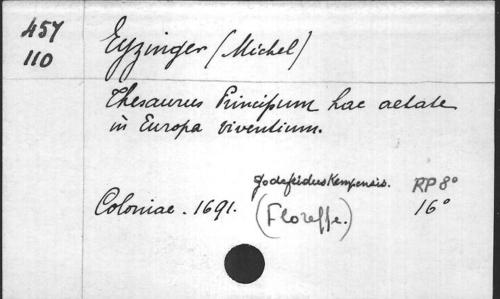 457
110
Eyzinger (Michel)
Thesaurus Principum hac aetate
in Europa viventium.
Godefridus Kempensis. RP 8°
Coloniae. 1691. (Floreffe.) 16°